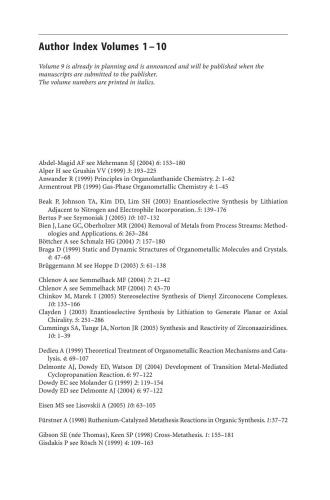 Author Index Volumes 1–10
Volume 9 is already in planning and is announced and will be published when the
manuscripts are submitted to the publisher.
The volume numbers are printed in italics.
Abdel-Magid AF see Mehrmann SJ (2004) 6: 153–180
Alper H see Grushin VV (1999) 3: 193–225
Anwander R (1999) Principles in Organolanthanide Chemistry. 2: 1–62
Armentrout PB (1999) Gas-Phase Organometallic Chemistry 4: 1–45
Beak P, Johnson TA, Kim DD, Lim SH (2003) Enantioselective Synthesis by Lithiation
Adjacent to Nitrogen and Electrophile Incorporation. 5: 139–176
Bertus P see Szymoniak J (2005) 10: 107–132
Bien J, Lane GC, Oberholzer MR (2004) Removal of Metals from Process Streams: Method-
ologies and Applications. 6: 263–284
Böttcher A see Schmalz HG (2004) 7: 157–180
Braga D (1999) Static and Dynamic Structures of Organometallic Molecules and Crystals.
4: 47–68
Brüggemann M see Hoppe D (2003) 5: 61–138
Chlenov A see Semmelhack MF (2004) 7: 21–42
Chlenov A see Semmelhack MF (2004) 7: 43–70
Chinkov M, Marek I (2005) Stereoselective Synthesis of Dienyl Zirconocene Complexes.
10: 133–166
Clayden J (2003) Enantioselective Synthesis by Lithiation to Generate Planar or Axial
Chirality. 5: 251–286
Cummings SA, Tunge JA, Norton JR (2005) Synthesis and Reactivity of Zirconaaziridines.
10: 1–39
Dedieu A (1999) Theoretical Treatment of Organometallic Reaction Mechanisms and Cata-
lysis. 4: 69–107
Delmonte AJ, Dowdy ED, Watson DJ (2004) Development of Transition Metal-Mediated
Cyclopropanation Reaction. 6: 97–122
Dowdy EC see Molander G (1999) 2: 119–154
Dowdy ED see Delmonte AJ (2004) 6: 97–122
Eisen MS see Lisovskii A (2005) 10: 63–105
Fürstner A (1998) Ruthenium-Catalyzed Metathesis Reactions in Organic Synthesis. 1:37–72
Gibson SE (née Thomas), Keen SP (1998) Cross-Metathesis. 1: 155–181
Gisdakis P see Rösch N (1999) 4: 109–163